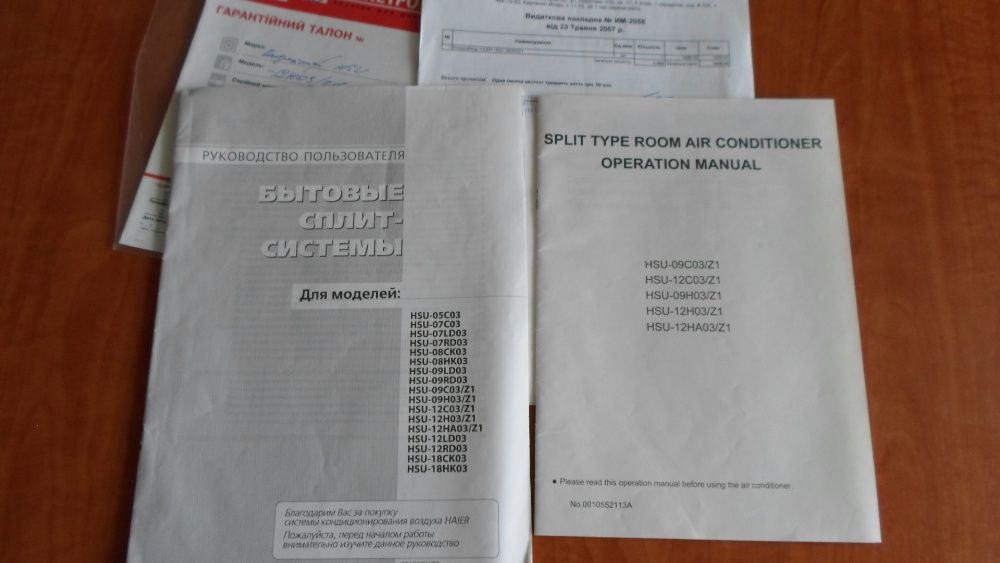 ГАРАНТІЙНИЙ ТАЛОН №
Марка:
Модель:
Видаткова накладна № ИМ-2058
від 23 Травня 2007 р.
№
РУКОВОДСТВО ПОЛЬЗОВАТЕЛЯ
БЫТОВЫЕ
СПЛИТ-
СИСТЕМЫ
Для моделей:
HSU-05C03
HSU-07C03
HSU-07LD03
HSU-07RD03
HSU-08CK03
HSU-08HK03
HSU-09LD03
HSU-09RD03
HSU-09C03/Z1
HSU-09H03/Z1
HSU-12C03/Z1
HSU-12H03/Z1
HSU-12HA03/Z1
HSU-12LD03
HSU-12RD03
HSU-18CK03
HSU-18HK03
Благодарим Вас за покупку
системы кондиционирования воздуха HAIER
Пожалуйста, перед началом работы
внимательно изучите данное руководство
SPLIT TYPE ROOM AIR CONDITIONER
OPERATION MANUAL
HSU-09C03/Z1
HSU-12C03/Z1
HSU-09H03/Z1
HSU-12H03/Z1
HSU-12HA03/Z1
● Please read this operation manual before using the air conditioner.
No.0010552113A